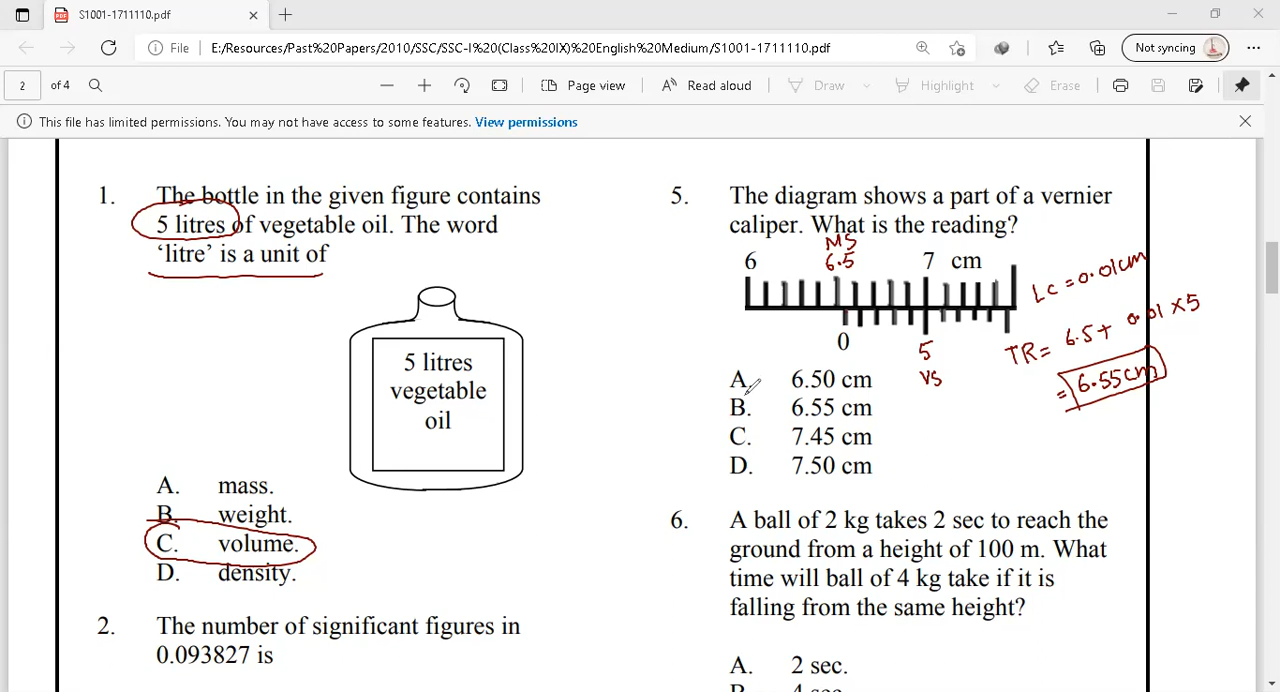 S1001-1711110.pdf
File
E:/Resources/Past%20Papers/2010/SSC/SSC-I%20(Class%20IX)%20English%20Medium/S1001-1711110.pdf
Not syncing
2 of 4
Page view
Read aloud
Draw
Highlight
Erase
This file has limited permissions. You may not have access to some features. View permissions
1. The bottle in the given figure contains
5 litres of vegetable oil. The word
‘litre’ is a unit of
5 litres
vegetable
oil
A. mass.
B. weight.
C. volume.
D. density.
2. The number of significant figures in
0.093827 is
5. The diagram shows a part of a vernier
caliper. What is the reading?
MS
6.5
6 7 cm
0
5
VS
LC = 0.01cm
TR = 6.5 + 0.01 × 5
= 6.55cm
A. 6.50 cm
B. 6.55 cm
C. 7.45 cm
D. 7.50 cm
6. A ball of 2 kg takes 2 sec to reach the
ground from a height of 100 m. What
time will ball of 4 kg take if it is
falling from the same height?
A. 2 sec.
B. 4 sec